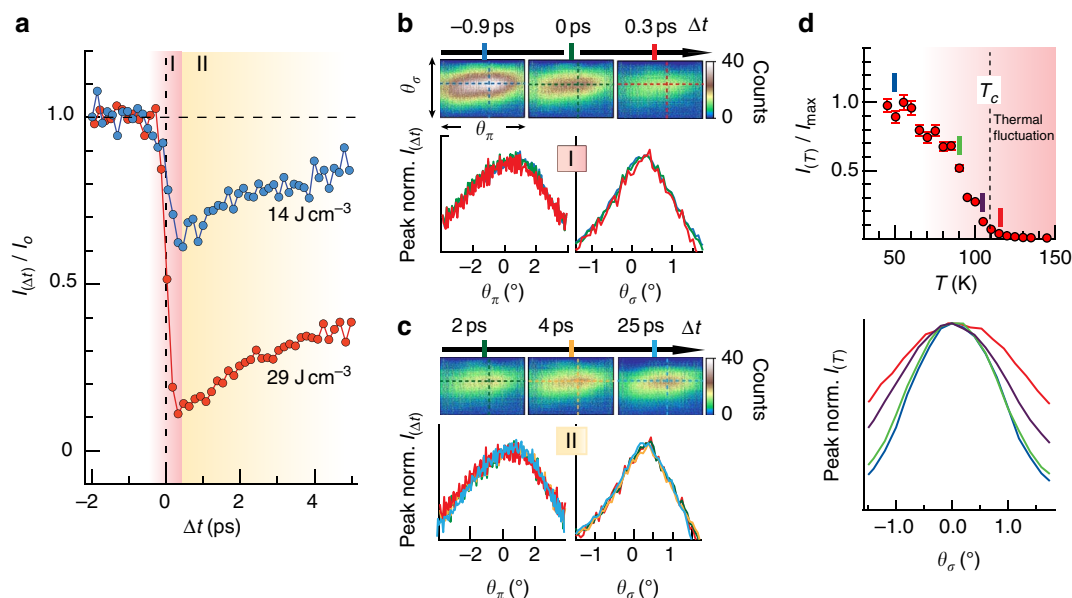 a
I II
1.0
0.5
0
I(Δt) / Io
14 J cm–3
29 J cm–3
–2 0 2 4
Δt (ps)
b
–0.9 ps 0 ps 0.3 ps Δt
θσ
θπ
40
0
Counts
I
Peak norm. I(Δt)
–2 0 2
θπ (°)
–1 0 1
θσ (°)
c
2 ps 4 ps 25 ps Δt
40
0
Counts
II
Peak norm. I(Δt)
–2 0 2
θπ (°)
–1 0 1
θσ (°)
d
Tc
Thermal
fluctuation
1.0
0.5
I(T) / Imax
50 100 150
T (K)
Peak norm. I(T)
–1.0 0.0 1.0
θσ (°)